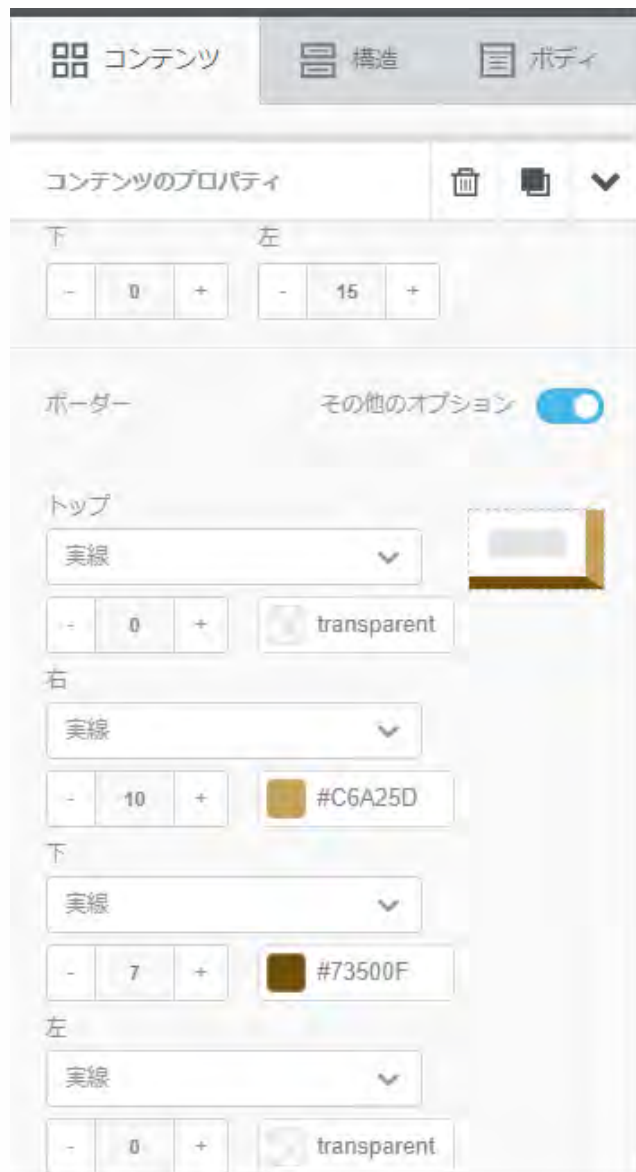 コンテンツ 構造 ボディ
コンテンツのプロパティ
下 左
- 0 + - 15 +
ボーダー その他のオプション
トップ
実線
- 0 + transparent
右
実線
- 10 + #C6A25D
下
実線
- 7 + #73500F
左
実線
- 0 + transparent